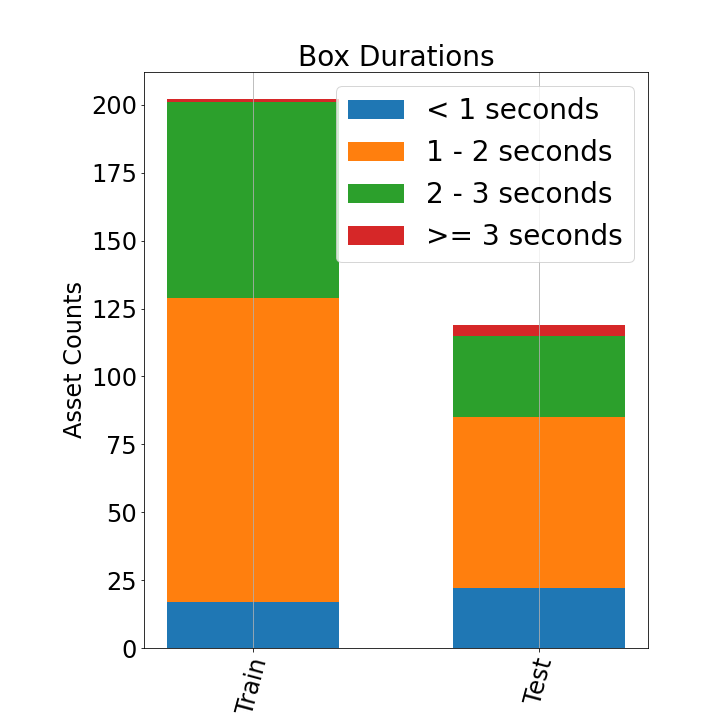 Box Durations
Asset Counts
200
175
150
125
100
75
50
25
0
< 1 seconds
1 - 2 seconds
2 - 3 seconds
>= 3 seconds
Train
Test